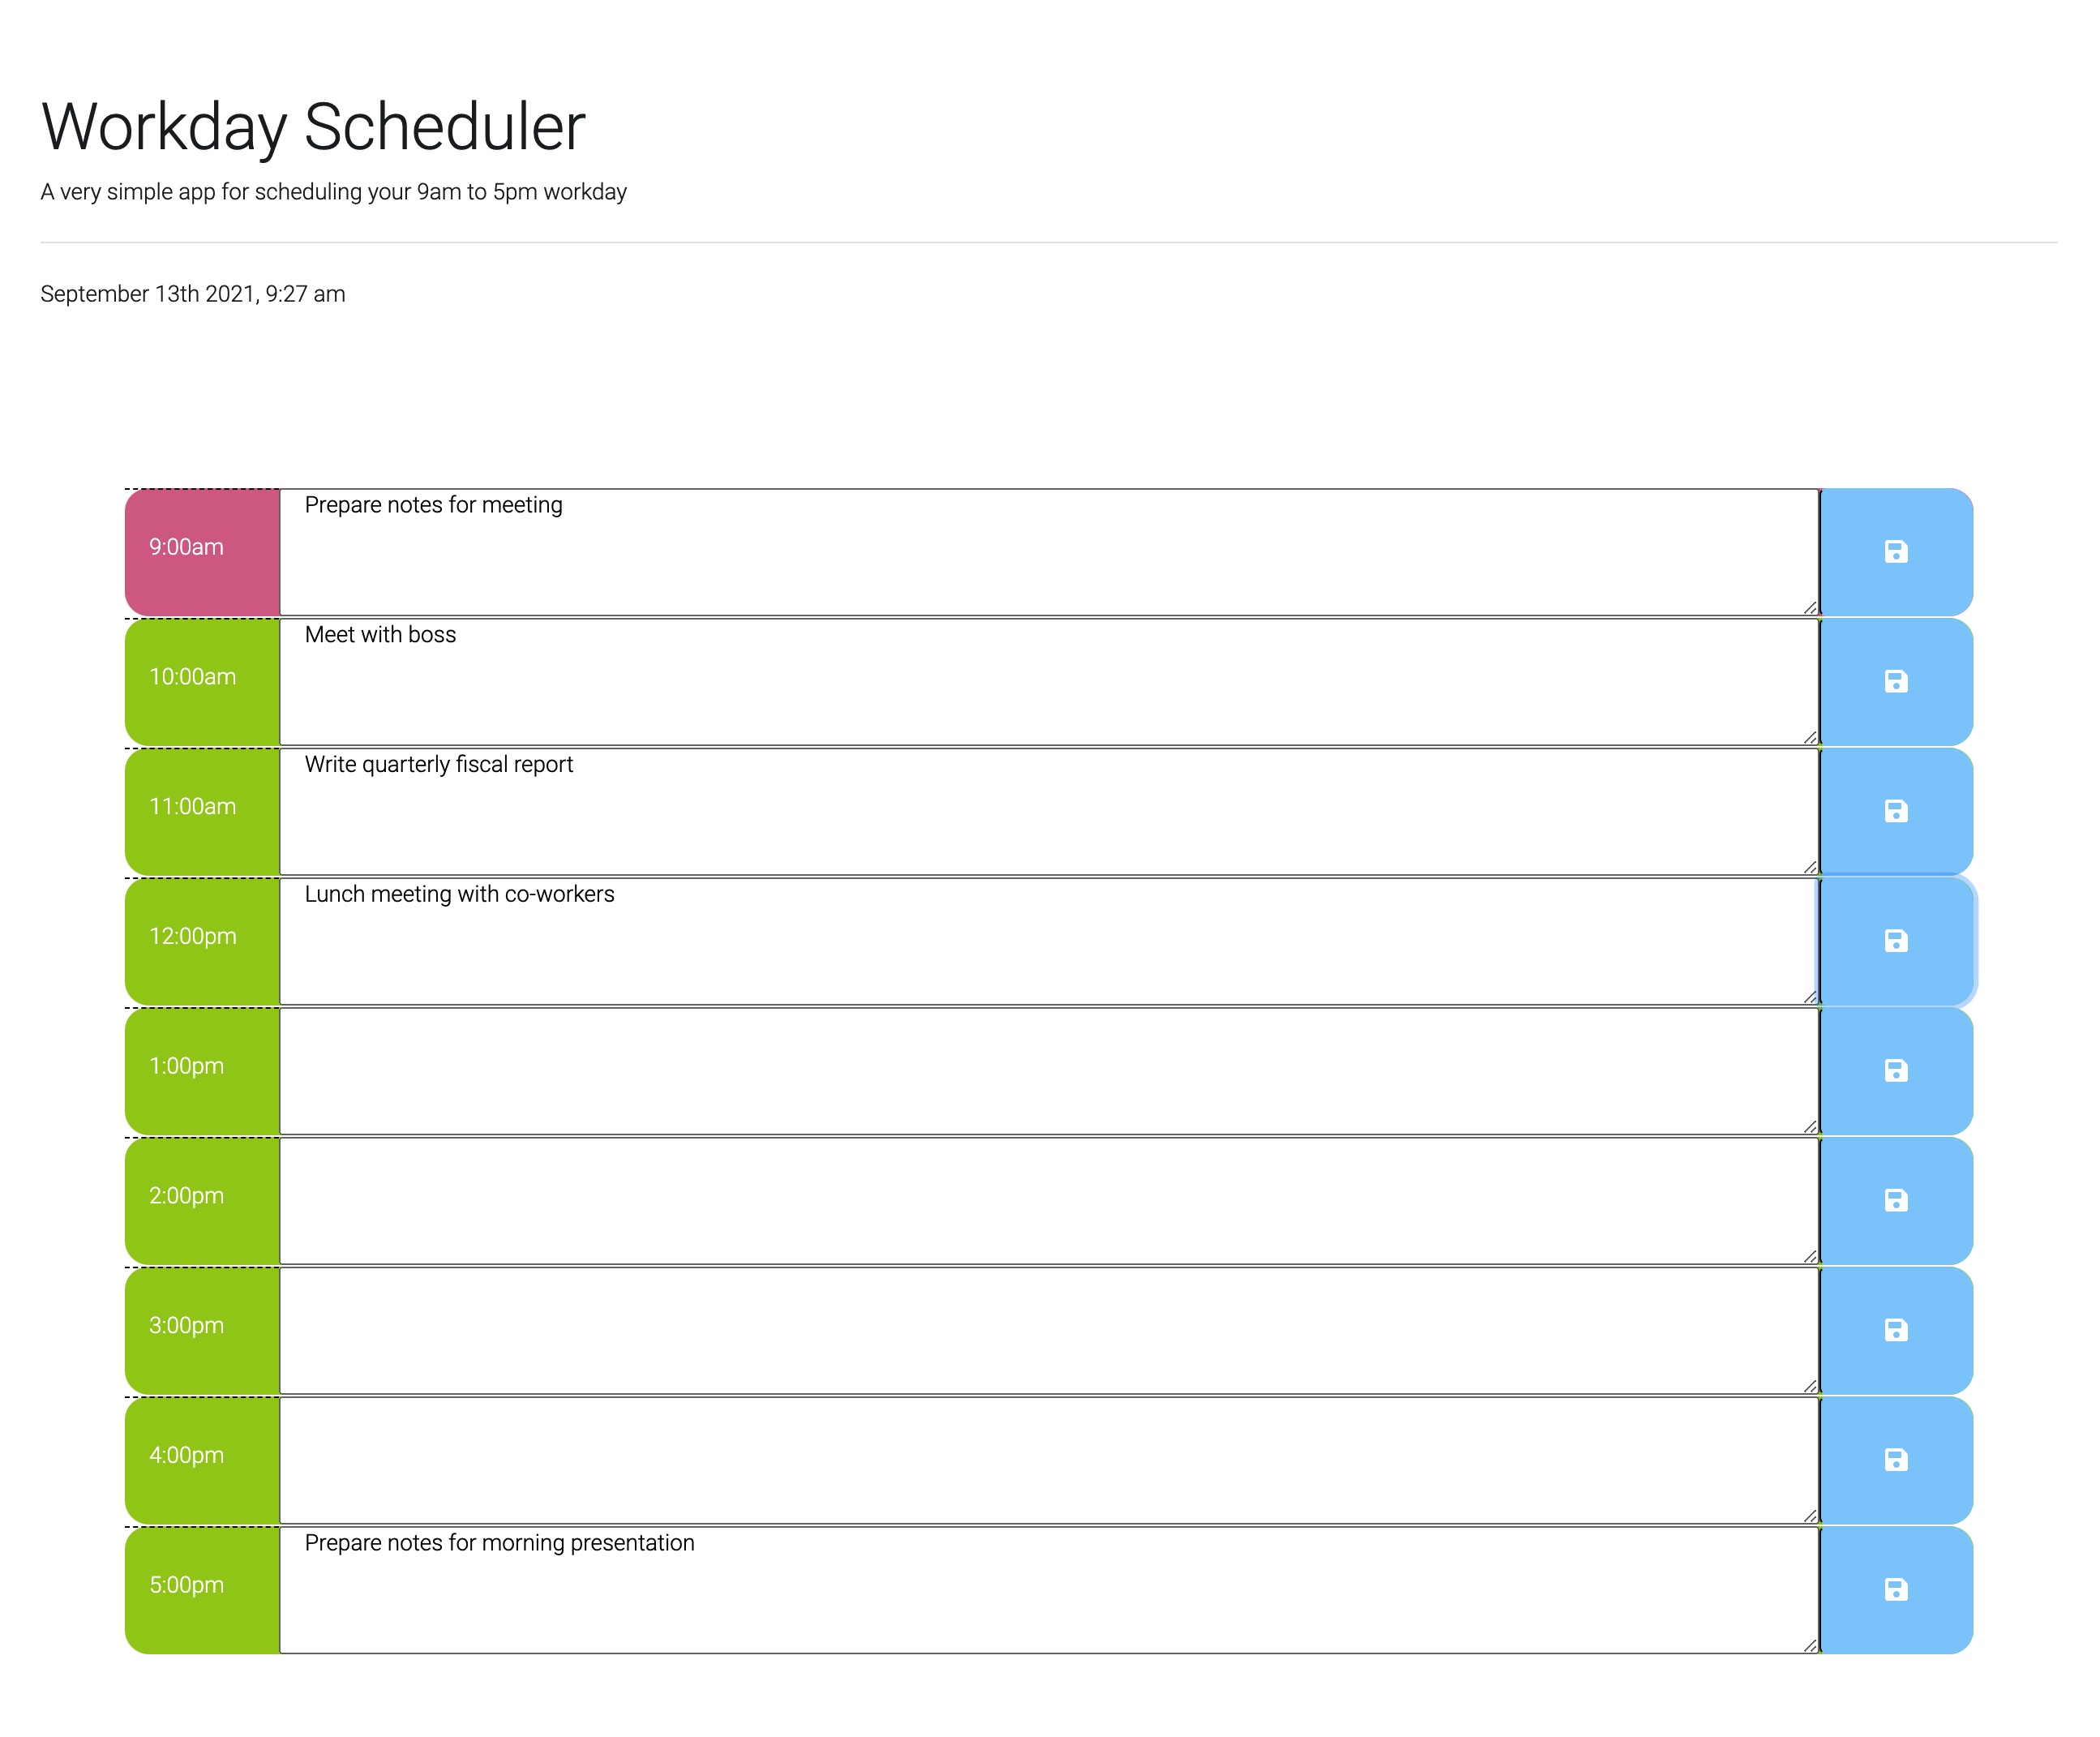 Workday Scheduler
A very simple app for scheduling your 9am to 5pm workday
September 13th 2021, 9:27 am
9:00am
Prepare notes for meeting
10:00am
Meet with boss
11:00am
Write quarterly fiscal report
12:00pm
Lunch meeting with co-workers
1:00pm
2:00pm
3:00pm
4:00pm
5:00pm
Prepare notes for morning presentation